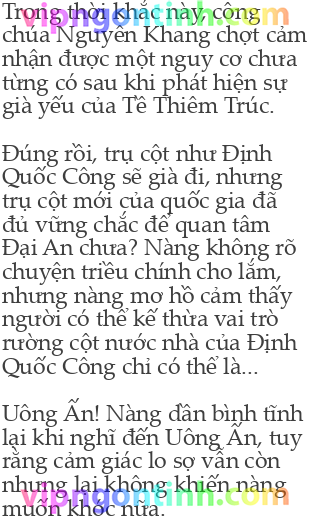 Trong thời khắc này, công
chúa Nguyên Khang chợt cảm
nhận được một nguy cơ chưa
từng có sau khi phát hiện sự
già yếu của Tề Thiêm Trúc.

Đúng rồi, trụ cột như Định
Quốc Công sẽ già đi, nhưng
trụ cột mới của quốc gia đã
đủ vững chắc để quan tâm
Đại An chưa? Nàng không rõ
chuyện triều chính cho lắm,
nhưng nàng mơ hồ cảm thấy
người có thể kế thừa vai trò
rường cột nước nhà của Định
Quốc Công chỉ có thể là...

Uông Ấn! Nàng dần bình tĩnh
lại khi nghĩ đến Uông Ấn, tuy
rằng cảm giác lo sợ vẫn còn
nhưng lại không khiến nàng
muốn khóc nữa.
vipngontinh.com
vipngontinh.com